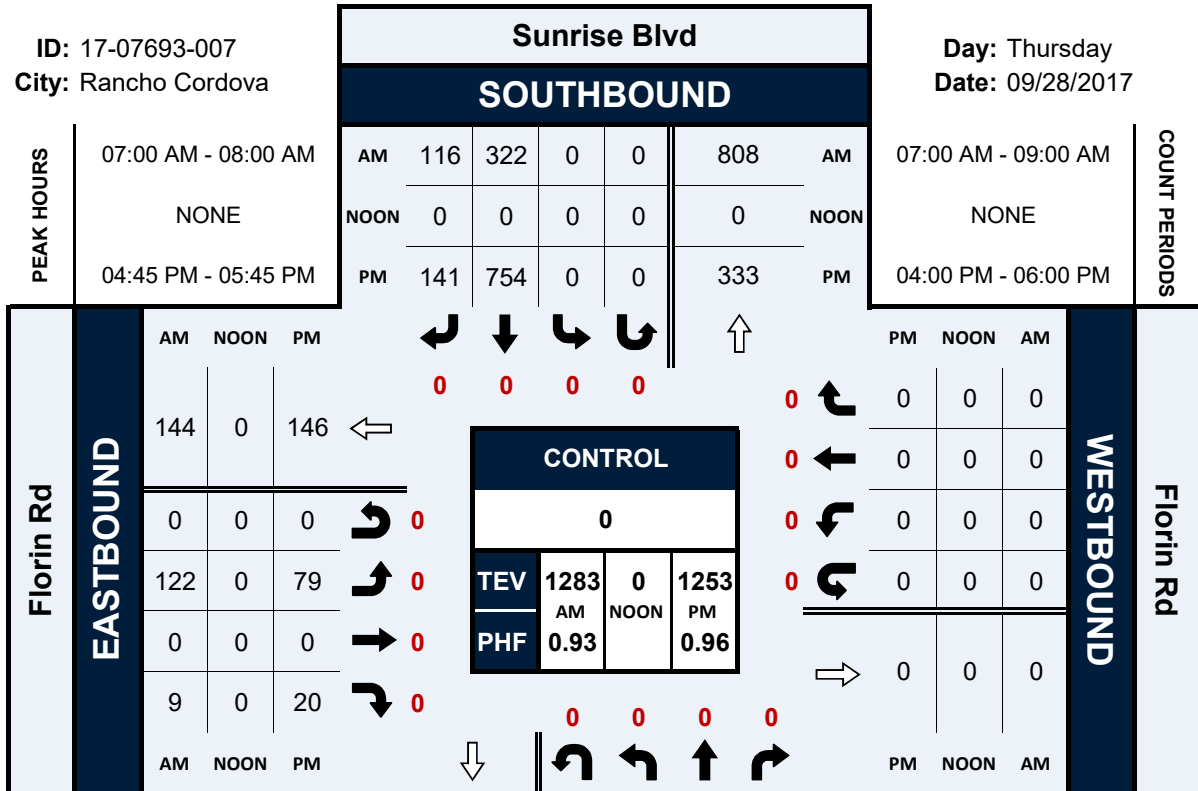 Sunrise Blvd
ID: 17-07693-007
Day: Thursday
City: Rancho Cordova
Date: 09/28/2017
SOUTHBOUND
PEAK HOURS
07:00 AM - 08:00 AM
NONE
04:45 PM - 05:45 PM
AM 116 322 0 0 808 AM
NOON 0 0 0 0 0 NOON
PM 141 754 0 0 333 PM
07:00 AM - 09:00 AM
NONE
04:00 PM - 06:00 PM
COUNT PERIODS
0 0 0 0
Florin Rd
EASTBOUND
AM NOON PM
144 0 146
0 0 0 0
122 0 79 0
0 0 0 0
9 0 20 0
AM NOON PM
CONTROL
0
TEV 1283 0 1253
AM NOON PM
PHF 0.93 0.96
PM NOON AM
0 0 0 0
0 0 0 0
0 0 0 0
0 0 0 0
0 0 0
PM NOON AM
WESTBOUND
Florin Rd
0 0 0 0